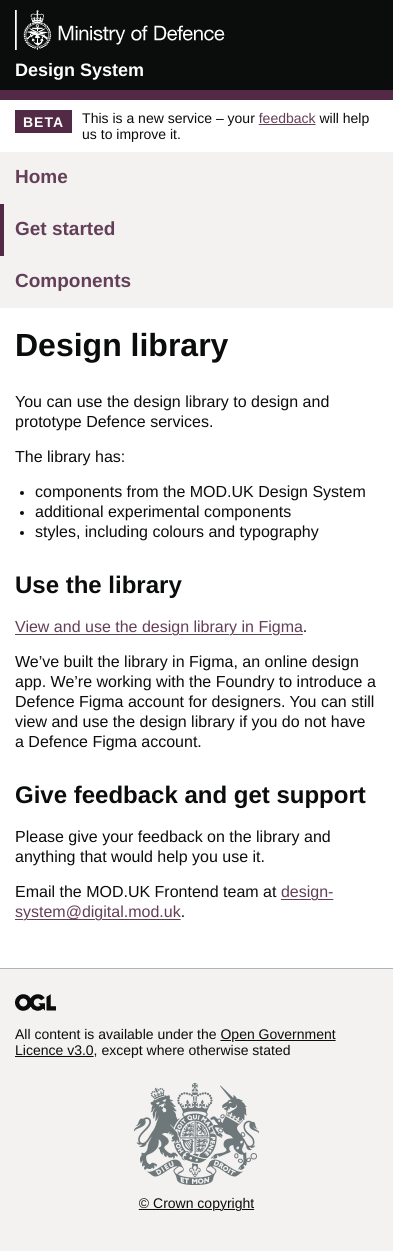 Ministry of Defence
Design System
BETA
This is a new service – your feedback will help
us to improve it.
Home
Get started
Components
Design library
You can use the design library to design and
prototype Defence services.
The library has:
• components from the MOD.UK Design System
• additional experimental components
• styles, including colours and typography
Use the library
View and use the design library in Figma.
We’ve built the library in Figma, an online design
app. We’re working with the Foundry to introduce a
Defence Figma account for designers. You can still
view and use the design library if you do not have
a Defence Figma account.
Give feedback and get support
Please give your feedback on the library and
anything that would help you use it.
Email the MOD.UK Frontend team at design-
system@digital.mod.uk.
OGL
All content is available under the Open Government
Licence v3.0, except where otherwise stated
DIEU ET MON DROIT
© Crown copyright